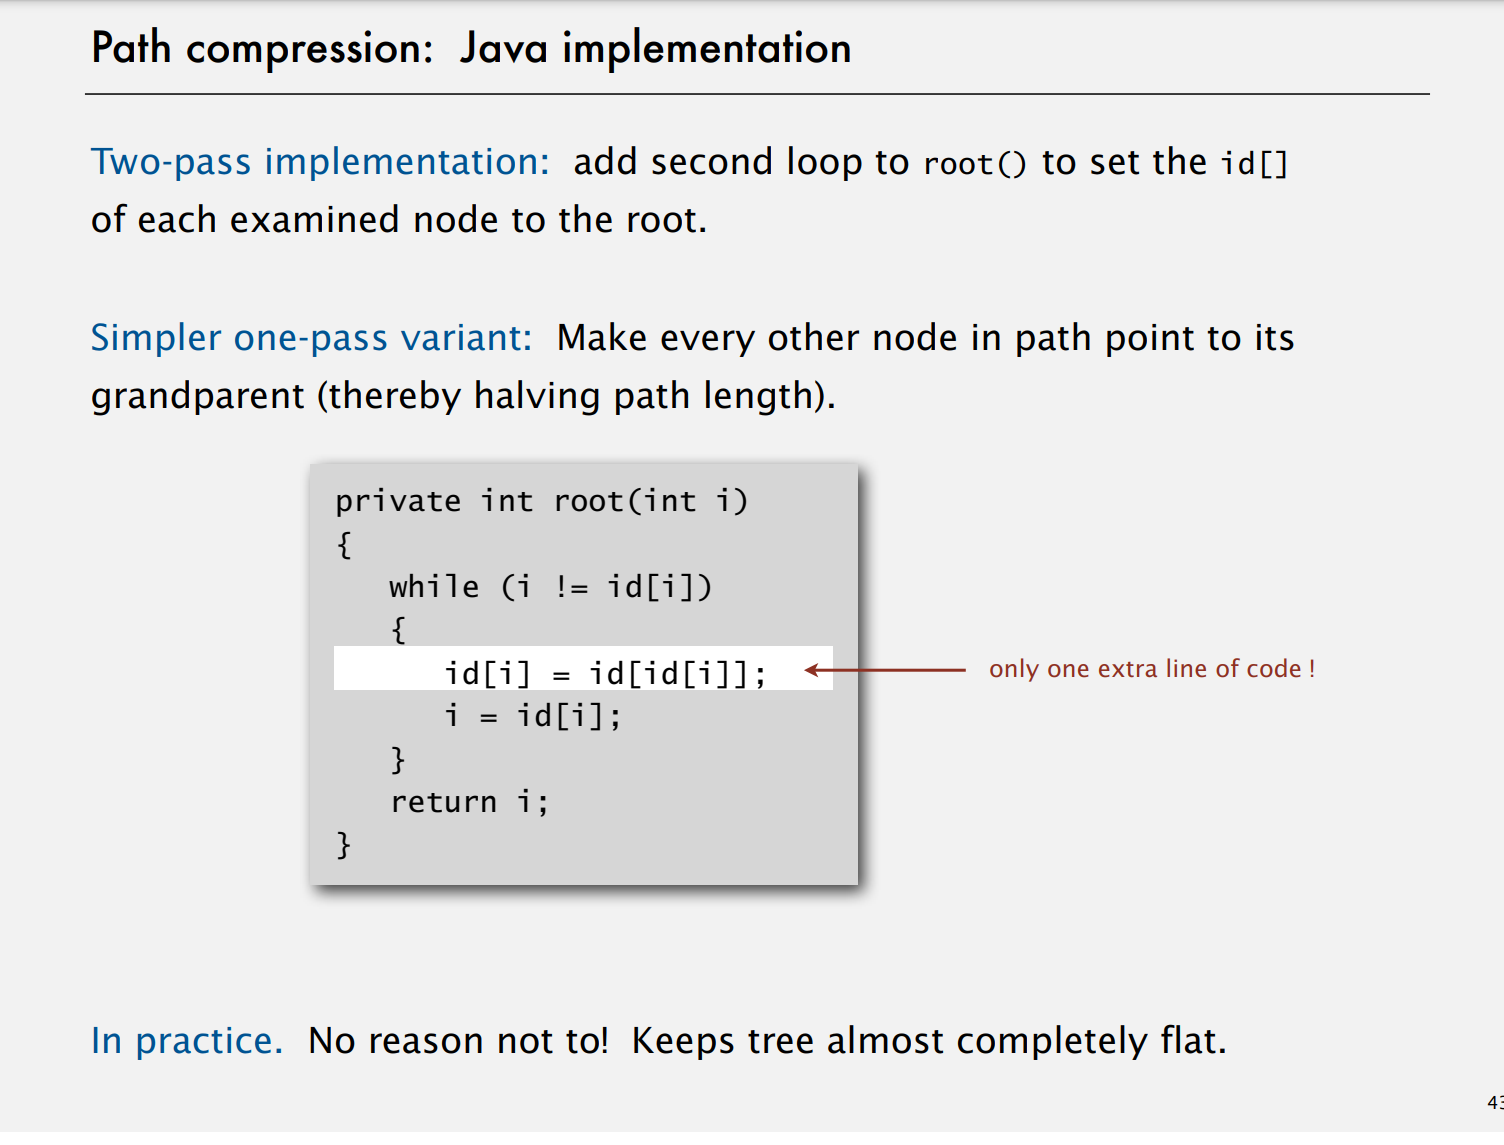 Path compression: Java implementation
Two-pass implementation: add second loop to root() to set the id[]
of each examined node to the root.
Simpler one-pass variant: Make every other node in path point to its
grandparent (thereby halving path length).
private int root(int i)
{
while (i != id[i])
{
id[i] = id[id[i]];
only one extra line of code !
i = id[i];
}
return i;
}
In practice. No reason not to! Keeps tree almost completely flat.
43